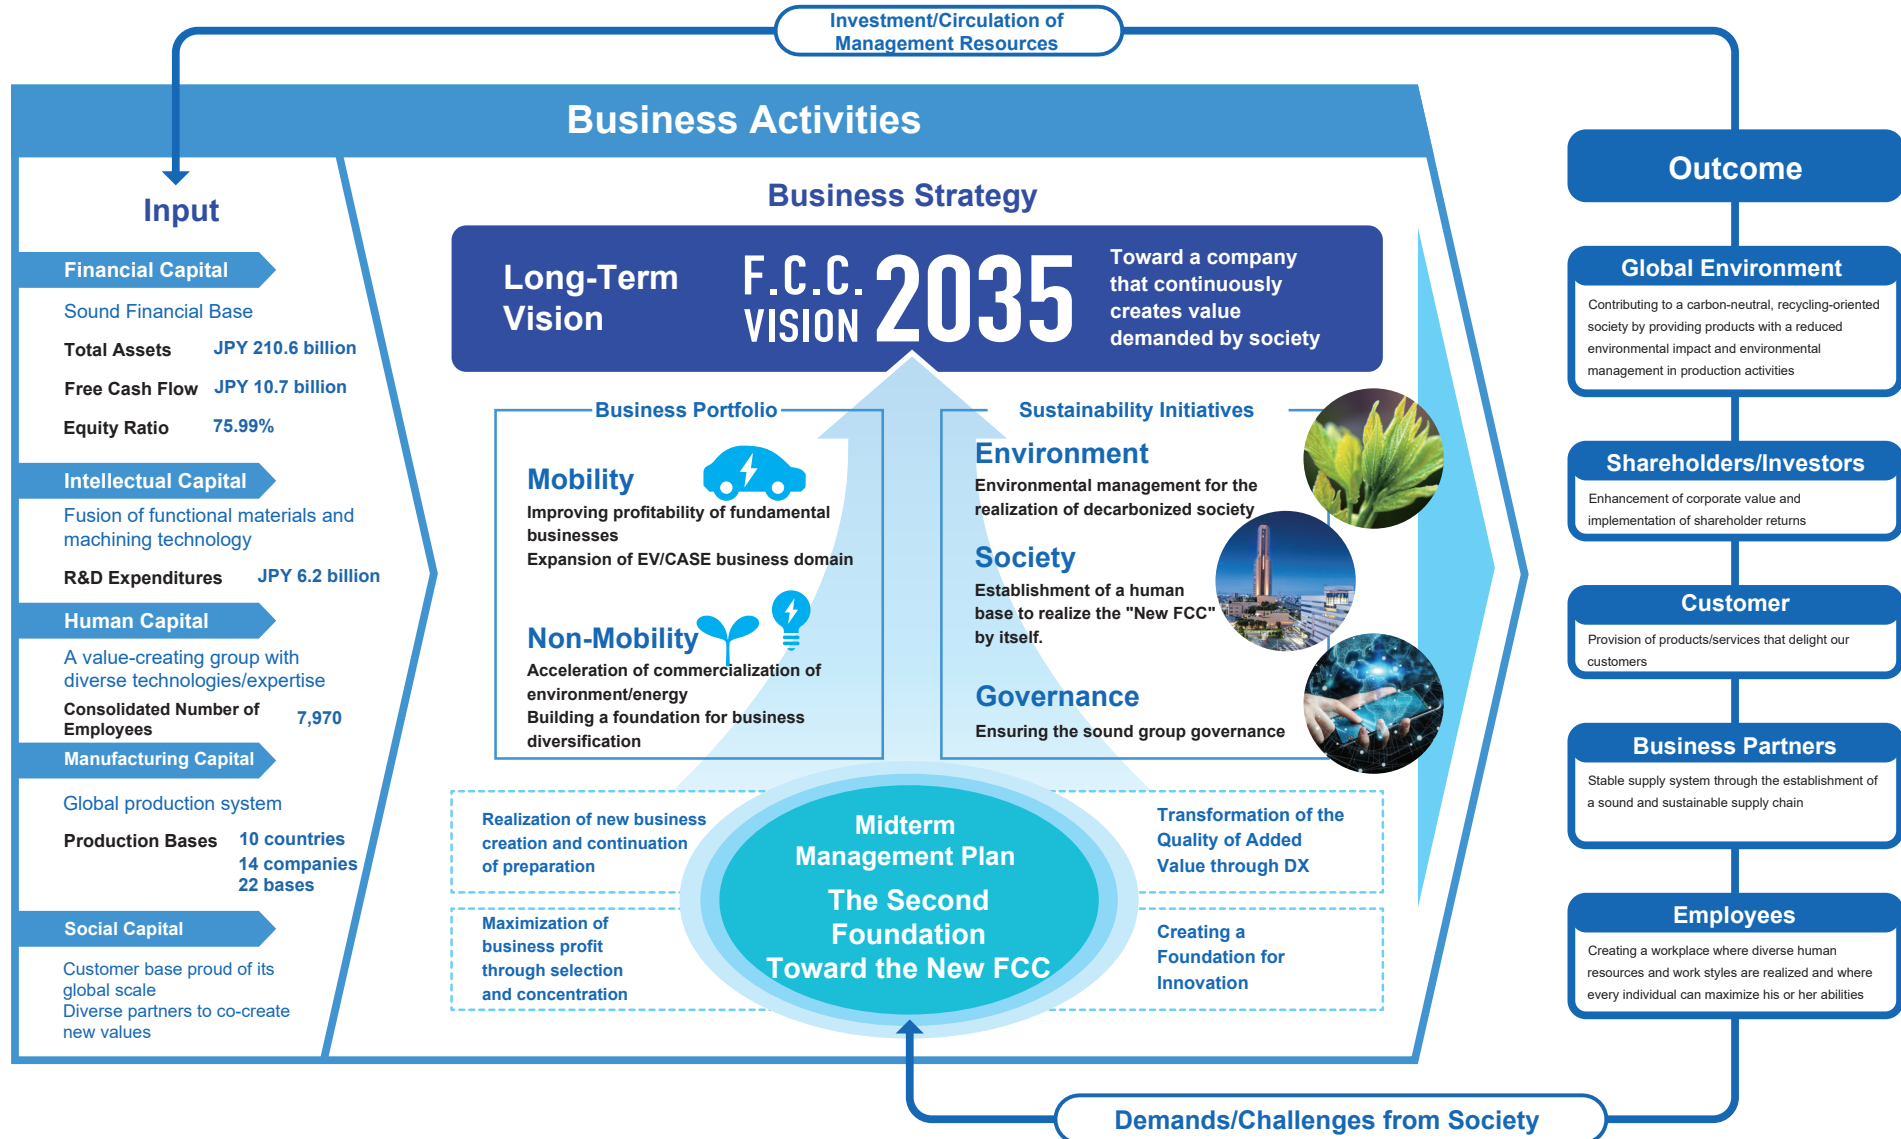 Investment/Circulation of
Management Resources
Business Activities
Input
Financial Capital
Sound Financial Base
Total Assets JPY 210.6 billion
Free Cash Flow JPY 10.7 billion
Equity Ratio 75.99%
Intellectual Capital
Fusion of functional materials and
machining technology
R&D Expenditures JPY 6.2 billion
Human Capital
A value-creating group with
diverse technologies/expertise
Consolidated Number of
Employees 7,970
Manufacturing Capital
Global production system
Production Bases 10 countries
14 companies
22 bases
Social Capital
Customer base proud of its
global scale
Diverse partners to co-create
new values
Business Strategy
Long-Term
Vision
F.C.C.
VISION 2035
Toward a company
that continuously
creates value
demanded by society
Business Portfolio
Mobility
Improving profitability of fundamental
businesses
Expansion of EV/CASE business domain
Non-Mobility
Acceleration of commercialization of
environment/energy
Building a foundation for business
diversification
Sustainability Initiatives
Environment
Environmental management for the
realization of decarbonized society
Society
Establishment of a human
base to realize the "New FCC"
by itself.
Governance
Ensuring the sound group governance
Realization of new business
creation and continuation
of preparation
Maximization of
business profit
through selection
and concentration
Midterm
Management Plan
The Second
Foundation
Toward the New FCC
Transformation of the
Quality of Added
Value through DX
Creating a
Foundation for
Innovation
Outcome
Global Environment
Contributing to a carbon-neutral, recycling-oriented
society by providing products with a reduced
environmental impact and environmental
management in production activities
Shareholders/Investors
Enhancement of corporate value and
implementation of shareholder returns
Customer
Provision of products/services that delight our
customers
Business Partners
Stable supply system through the establishment of
a sound and sustainable supply chain
Employees
Creating a workplace where diverse human
resources and work styles are realized and where
every individual can maximize his or her abilities
Demands/Challenges from Society